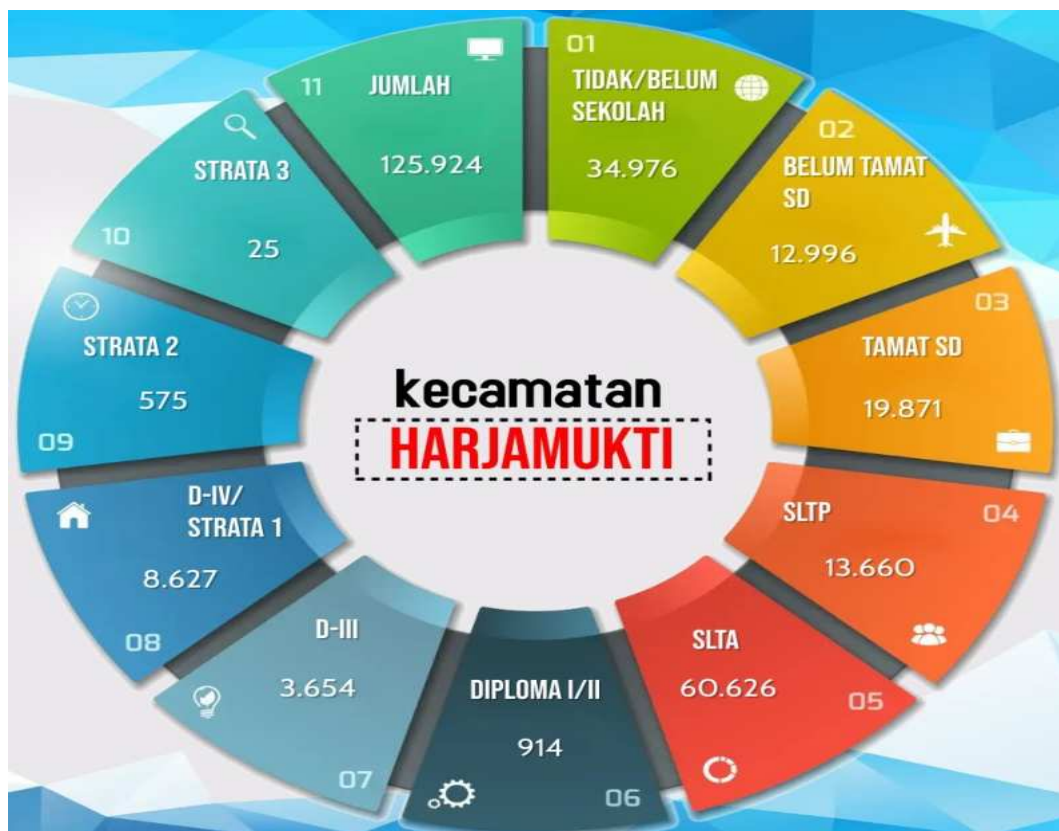 kecamatan
HARJAMUKTI
01
TIDAK/BELUM
SEKOLAH
34.976
02
BELUM TAMAT
SD
12.996
03
TAMAT SD
19.871
04
SLTP
13.660
05
SLTA
60.626
06
DIPLOMA I/II
914
07
D-III
3.654
08
D-IV/
STRATA 1
8.627
09
STRATA 2
575
10
STRATA 3
25
11
JUMLAH
125.924